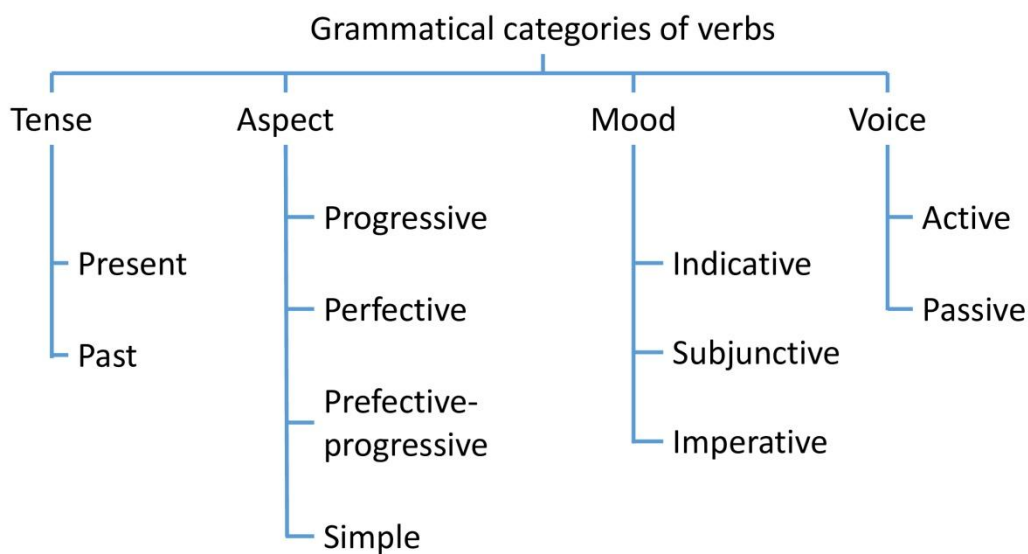 Grammatical categories of verbs
Tense
Aspect
Mood
Voice
Present
Past
Progressive
Perfective
Prefective-
progressive
Simple
Indicative
Subjunctive
Imperative
Active
Passive